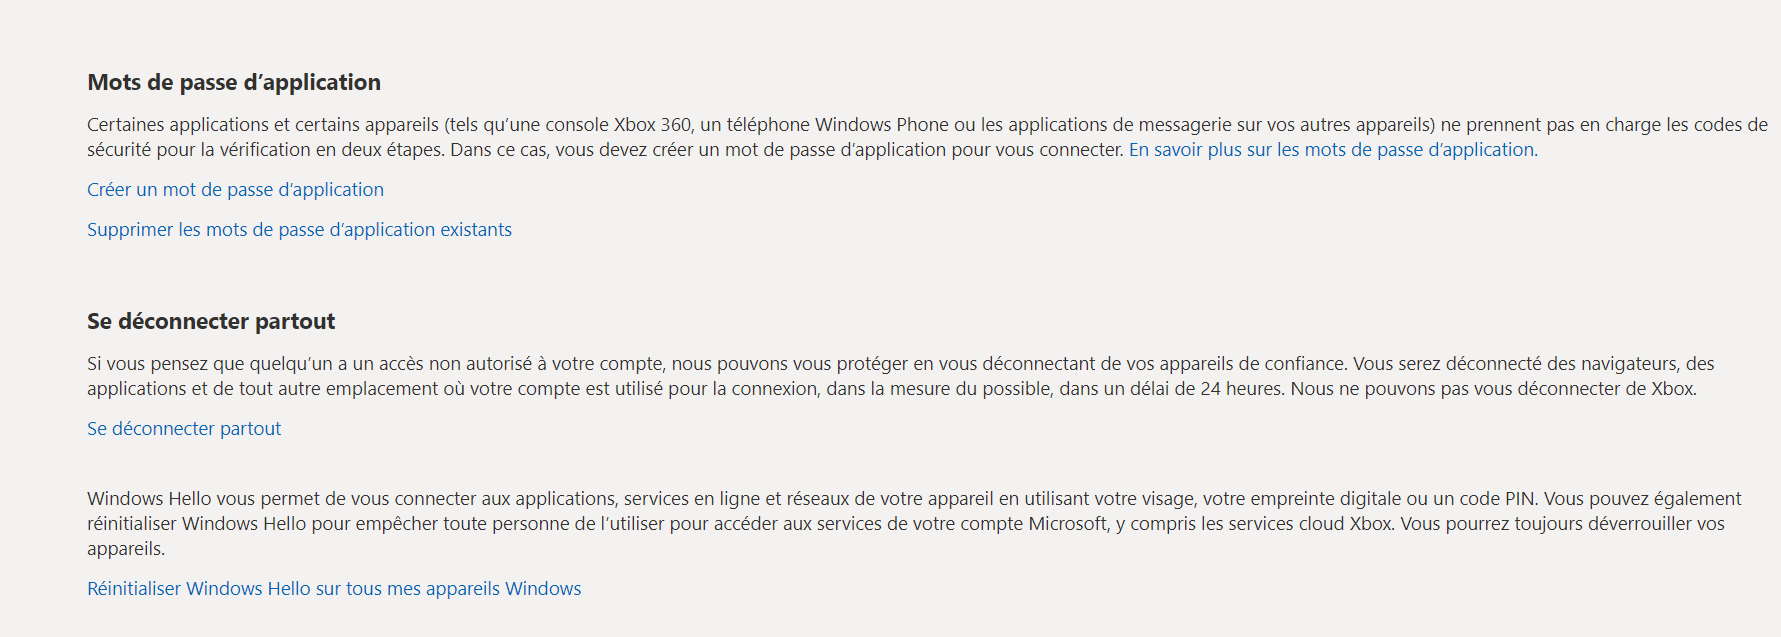 Mots de passe d’application
Certaines applications et certains appareils (tels qu’une console Xbox 360, un téléphone Windows Phone ou les applications de messagerie sur vos autres appareils) ne prennent pas en charge les codes de
sécurité pour la vérification en deux étapes. Dans ce cas, vous devez créer un mot de passe d’application pour vous connecter. En savoir plus sur les mots de passe d’application.
Créer un mot de passe d’application
Supprimer les mots de passe d’application existants
Se déconnecter partout
Si vous pensez que quelqu’un a un accès non autorisé à votre compte, nous pouvons vous protéger en vous déconnectant de vos appareils de confiance. Vous serez déconnecté des navigateurs, des
applications et de tout autre emplacement où votre compte est utilisé pour la connexion, dans la mesure du possible, dans un délai de 24 heures. Nous ne pouvons pas vous déconnecter de Xbox.
Se déconnecter partout
Windows Hello vous permet de vous connecter aux applications, services en ligne et réseaux de votre appareil en utilisant votre visage, votre empreinte digitale ou un code PIN. Vous pouvez également
réinitialiser Windows Hello pour empêcher toute personne de l’utiliser pour accéder aux services de votre compte Microsoft, y compris les services cloud Xbox. Vous pourrez toujours déverrouiller vos
appareils.
Réinitialiser Windows Hello sur tous mes appareils Windows